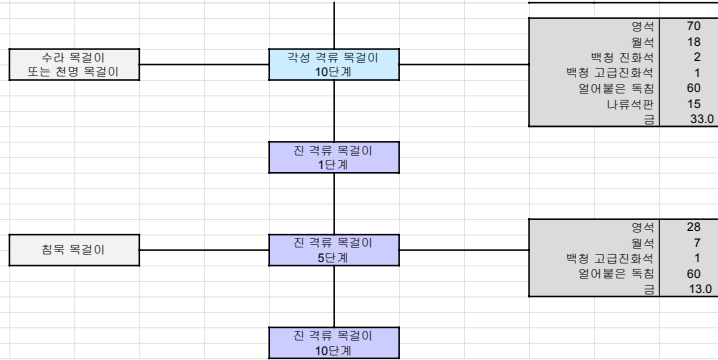 영석 70
월석 18
백청 진화석 2
백청 고급진화석 1
얼어붙은 독침 60
나류석판 15
금 33.0
수라 목걸이
또는 천명 목걸이
각성 격류 목걸이
10단계
진 격류 목걸이
1단계
침묵 목걸이
진 격류 목걸이
5단계
영석 28
월석 7
백청 고급진화석 1
얼어붙은 독침 60
금 13.0
진 격류 목걸이
10단계